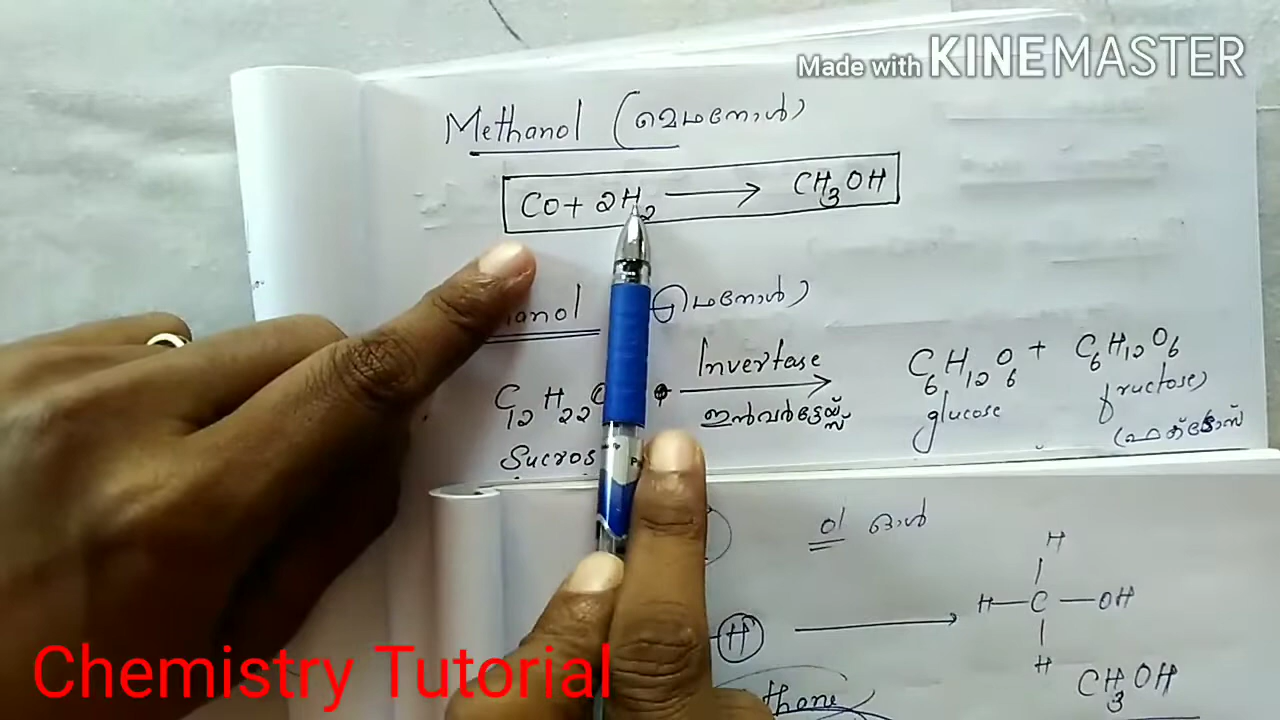 Made with KINEMASTER
Methanol (മെഥനോൾ)
CO + 2H₂ ⟶ CH₃OH
anol
C₁₂H₂₂O Invertase ⟶ C₆H₁₂O₆ + C₆H₁₂O₆
ഇൻവർട്ടേയ്സ്
Sucros glucose fructose
ol ഓൾ
H
H—C—OH
H
H
CH₃OH
thane
Chemistry Tutorial